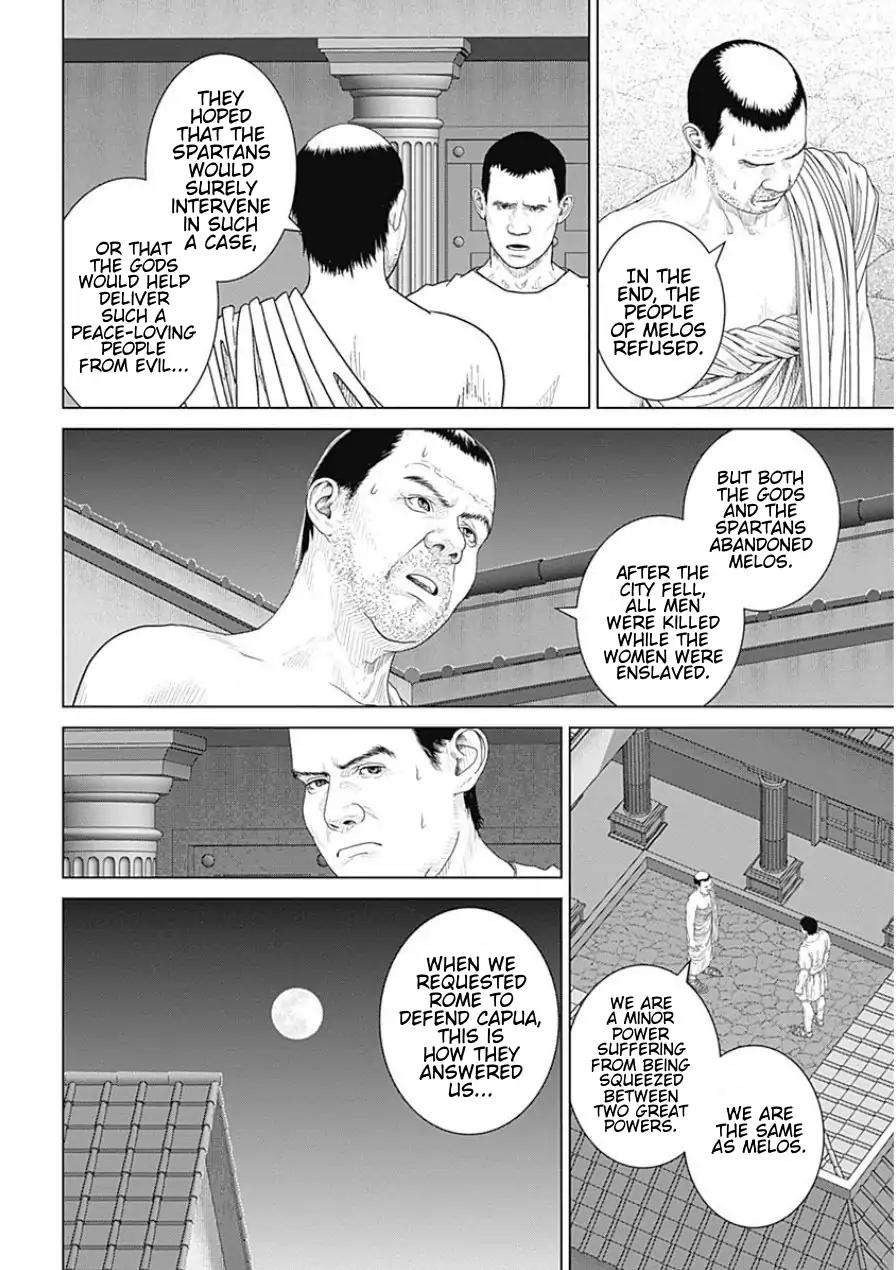 IN THE
END, THE
PEOPLE
OF MELOS
REFUSED.
THEY
HOPED
THAT THE
SPARTANS
WOULD
SURELY
INTERVENE
IN SUCH
A CASE,
OR THAT
THE GODS
WOULD HELP
DELIVER
SUCH A
PEACE-LOVING
PEOPLE
FROM EVIL...
BUT BOTH
THE GODS
AND THE
SPARTANS
ABANDONED
MELOS.
AFTER THE
CITY FELL,
ALL MEN
WERE KILLED
WHILE THE
WOMEN WERE
ENSLAVED.
WE ARE
THE SAME
AS MELOS.
WE ARE
A MINOR
POWER
SUFFERING
FROM BEING
SQUEEZED
BETWEEN
TWO GREAT
POWERS.
WHEN WE
REQUESTED
ROME TO
DEFEND CAPUA,
THIS IS
HOW THEY
ANSWERED
US...